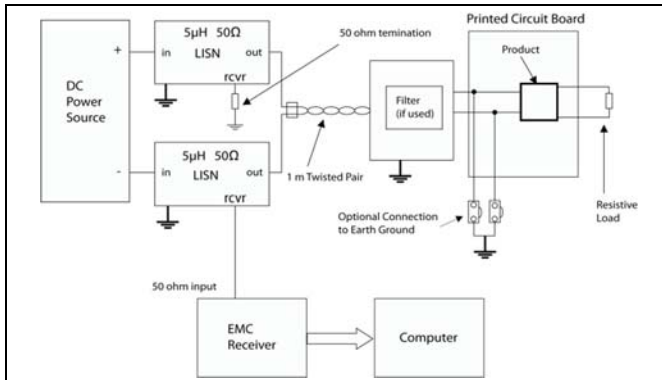 Printed Circuit Board
5µH 50Ω
in
out
LISN
rcvr
50 ohm temination
Product
+
DC
Power
Source
Filter
(if used)
-
5µH 50Ω
in
out
LISN
rcvr
1 m Twisted Pair
Optional Connection
to Earth Ground
Resistive
Load
50 ohm input
EMC
Receiver
Computer